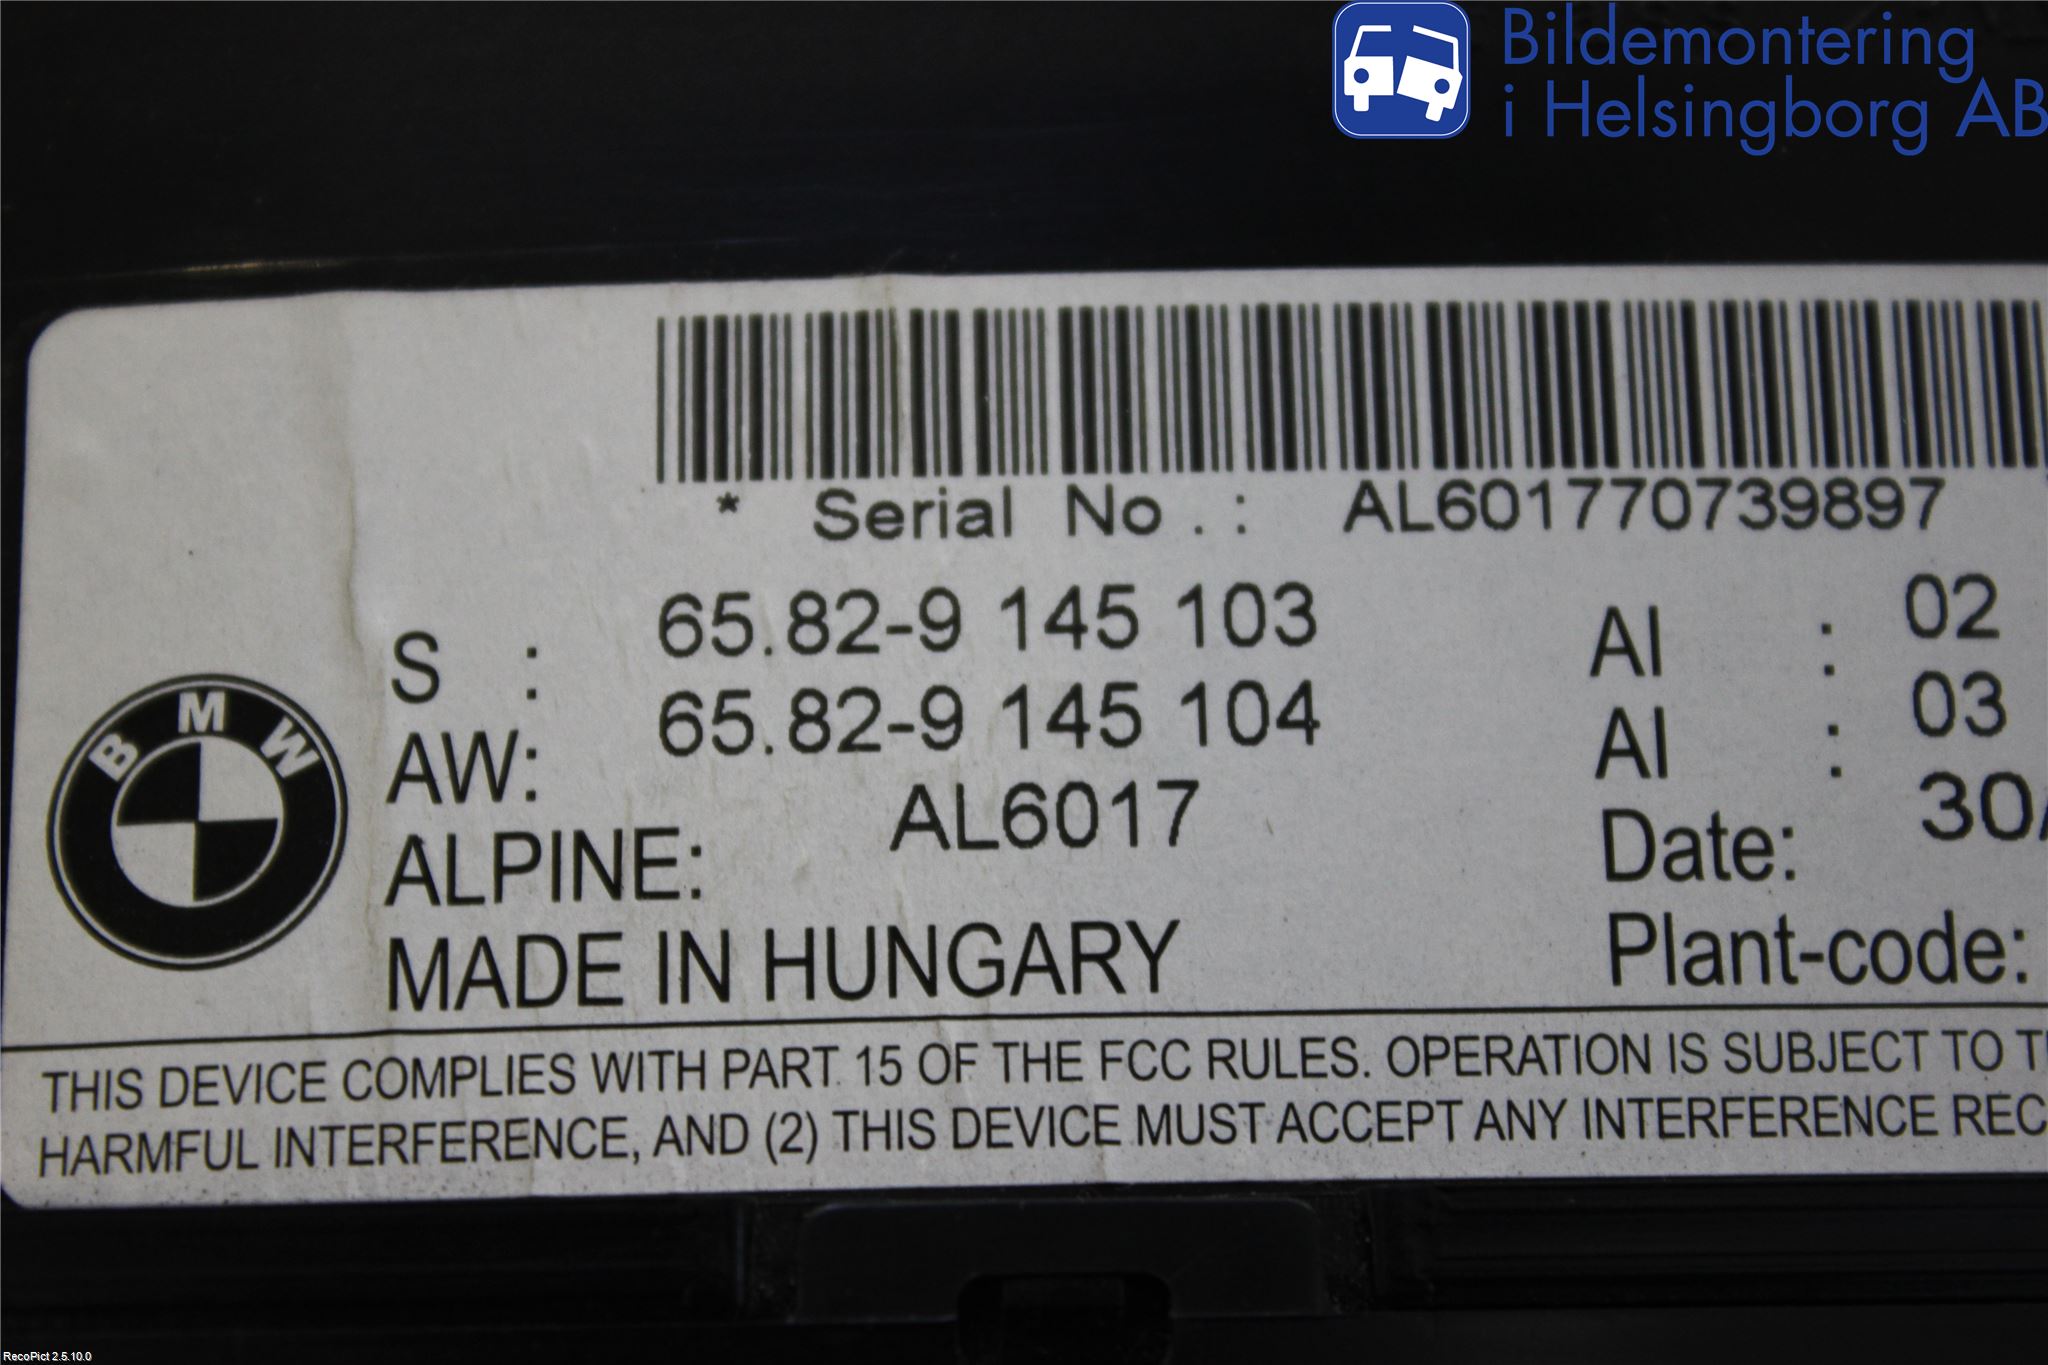 Bildemontering
i Helsingborg AB
* Serial No.: AL601770739897
S : 65.82-9 145 103 AI : 02
AW: 65.82-9 145 104 AI : 03
ALPINE: AL6017 Date: 30/
MADE IN HUNGARY Plant-code:
BMW
THIS DEVICE COMPLIES WITH PART 15 OF THE FCC RULES. OPERATION IS SUBJECT TO
HARMFUL INTERFERENCE, AND (2) THIS DEVICE MUST ACCEPT ANY INTERFERENCE REC
RecoPict 2.5.10.0